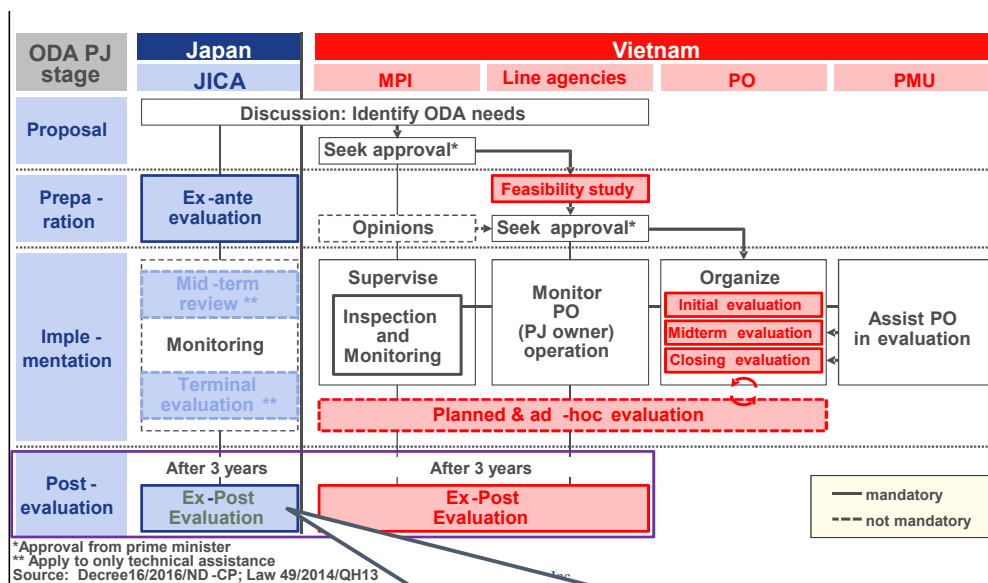 ODA PJ
stage
Japan
Vietnam
JICA
MPI
Line agencies
PO
PMU
Proposal
Discussion: Identify ODA needs
Seek approval*
Prepa -
ration
Ex-ante
evaluation
Feasibility study
Opinions
Seek approval*
Imple -
mentation
Mid -term
review **
Monitoring
Terminal
evaluation **
Supervise
Inspection
and
Monitoring
Monitor
PO
(PJ owner)
operation
Organize
Initial evaluation
Midterm evaluation
Closing evaluation
Assist PO
in evaluation
Planned & ad -hoc evaluation
Post -
evaluation
After 3 years
Ex-Post
Evaluation
After 3 years
Ex-Post
Evaluation
mandatory
not mandatory
*Approval from prime minister
** Apply to only technical assistance
Source: Decree16/2016/ND -CP; Law 49/2014/QH13